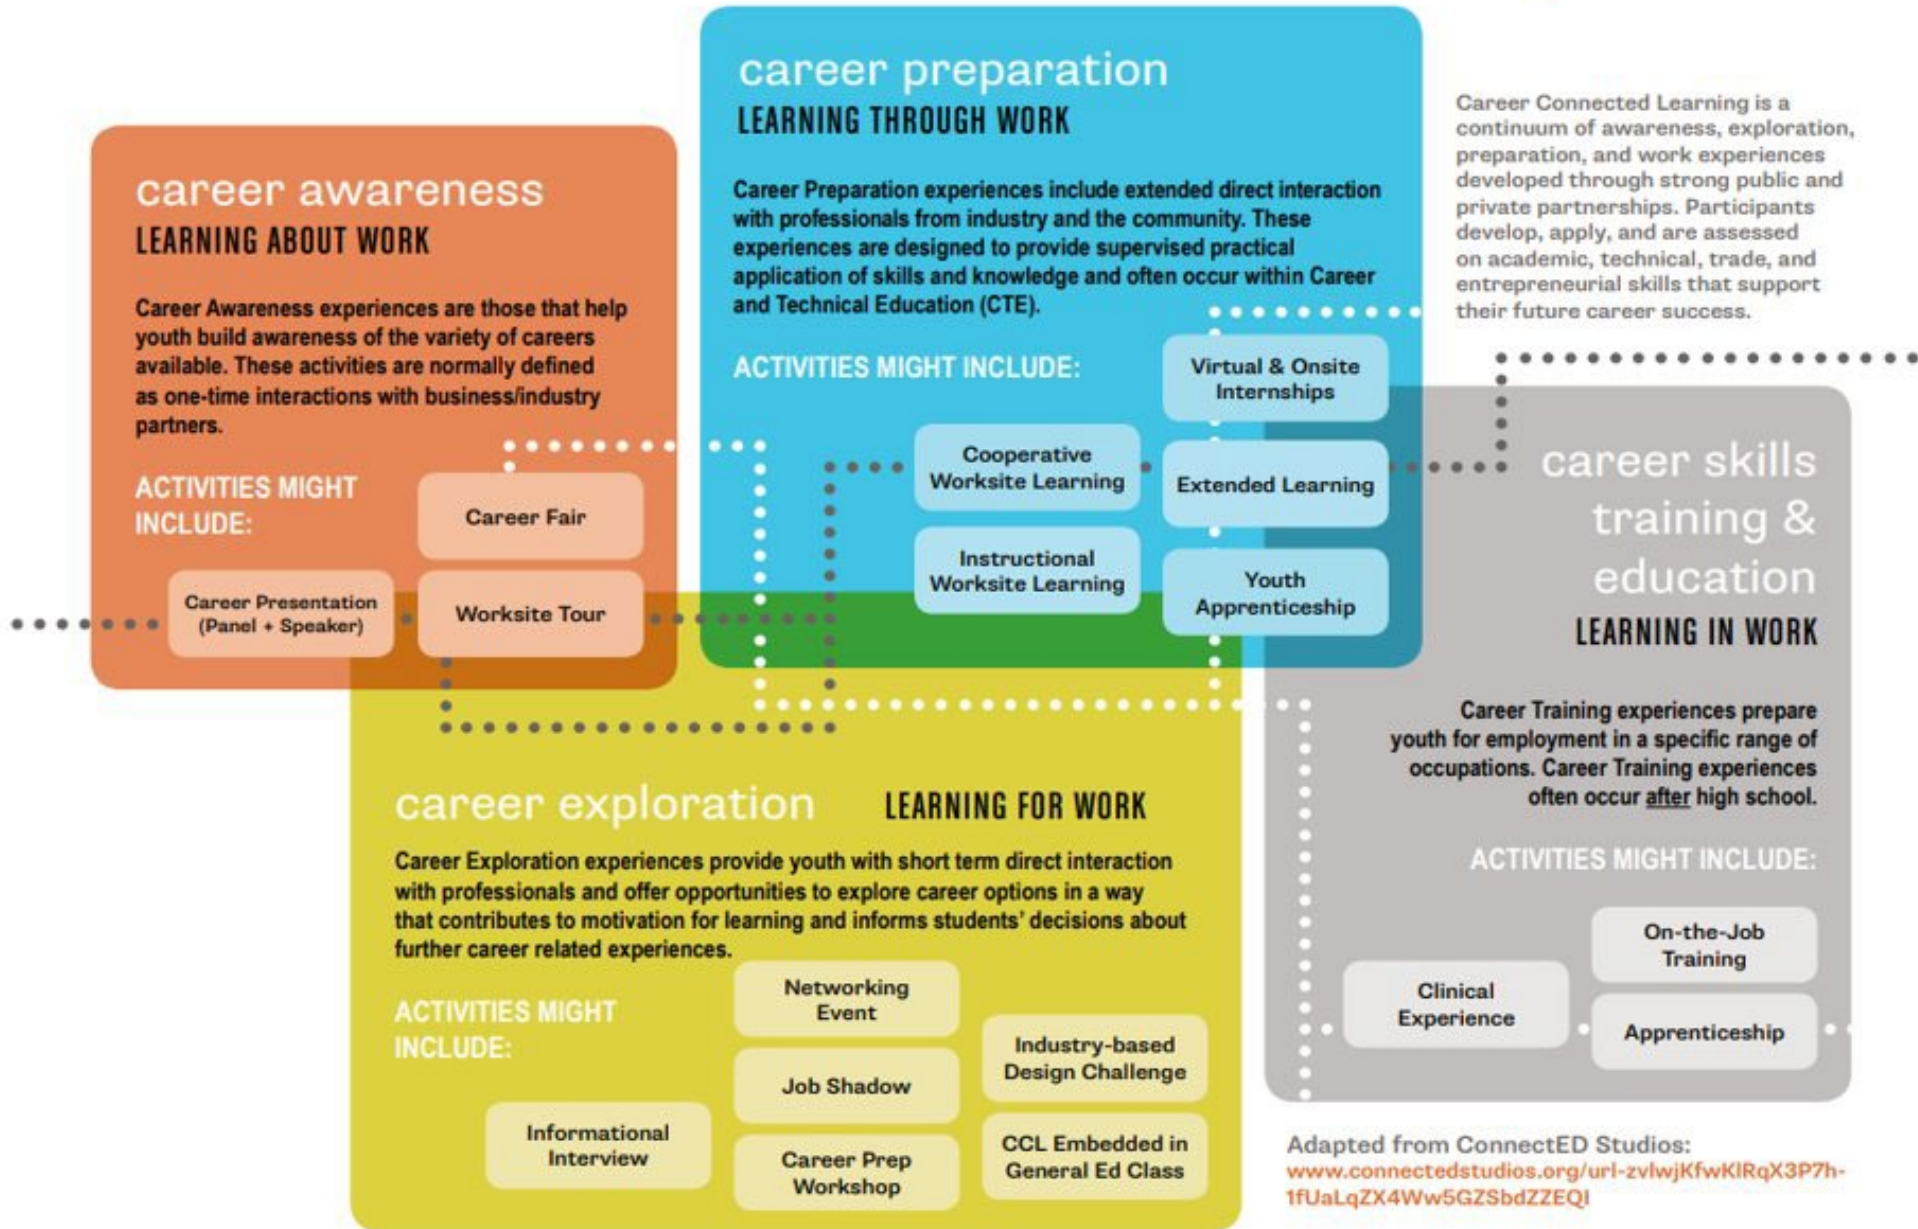 career awareness
LEARNING ABOUT WORK
Career Awareness experiences are those that help
youth build awareness of the variety of careers
available. These activities are normally defined
as one-time interactions with business/industry
partners.
ACTIVITIES MIGHT
INCLUDE:
Career Fair
Career Presentation
(Panel + Speaker)
Worksite Tour
career preparation
LEARNING THROUGH WORK
Career Preparation experiences include extended direct interaction
with professionals from industry and the community. These
experiences are designed to provide supervised practical
application of skills and knowledge and often occur within Career
and Technical Education (CTE).
ACTIVITIES MIGHT INCLUDE:
Virtual & Onsite
Internships
Cooperative
Worksite Learning
Extended Learning
Instructional
Worksite Learning
Youth
Apprenticeship
Career Connected Learning is a
continuum of awareness, exploration,
preparation, and work experiences
developed through strong public and
private partnerships. Participants
develop, apply, and are assessed
on academic, technical, trade, and
entrepreneurial skills that support
their future career success.
career exploration LEARNING FOR WORK
Career Exploration experiences provide youth with short term direct interaction
with professionals and offer opportunities to explore career options in a way
that contributes to motivation for learning and informs students' decisions about
further career related experiences.
ACTIVITIES MIGHT
INCLUDE:
Networking
Event
Job Shadow
Informational
Interview
Career Prep
Workshop
Industry-based
Design Challenge
CCL Embedded in
General Ed Class
career skills
training &
education
LEARNING IN WORK
Career Training experiences prepare
youth for employment in a specific range of
occupations. Career Training experiences
often occur after high school.
ACTIVITIES MIGHT INCLUDE:
On-the-Job
Training
Clinical
Experience
Apprenticeship
Adapted from ConnectED Studios:
www.connectedstudios.org/url-zvlwjKfwKlRqX3P7h-
1fUaLqZX4Ww5GZSbdZZEQI